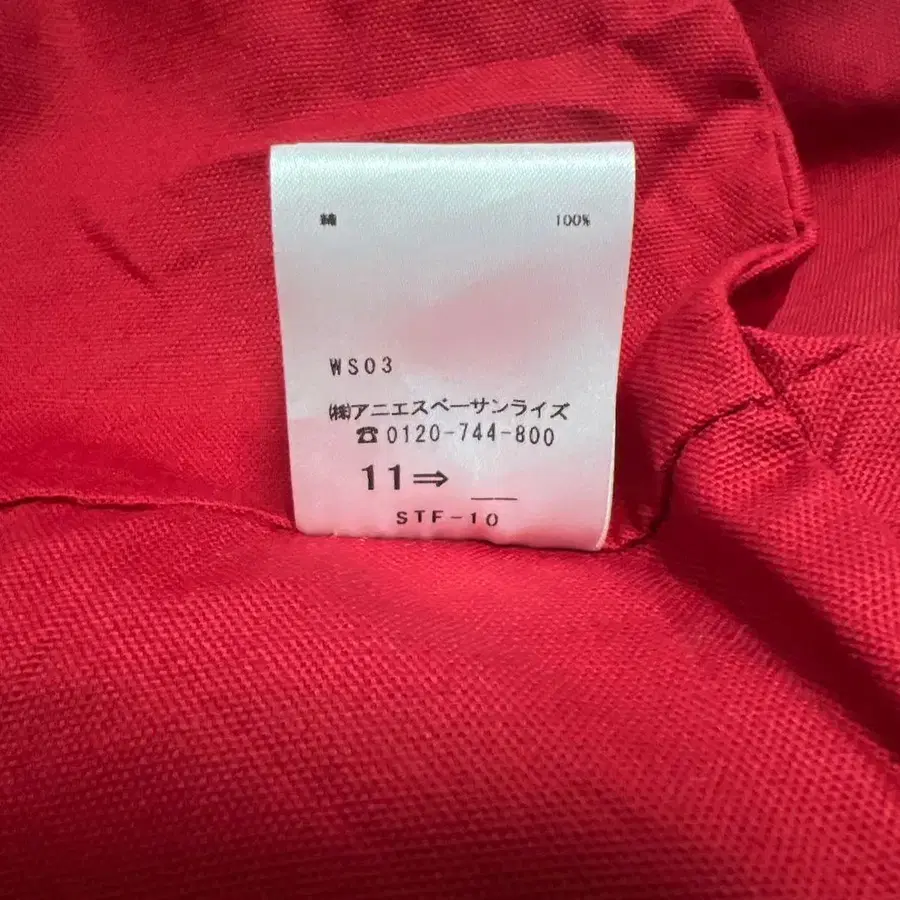 綿 100%
WS03
㈱アニエスベーサンライズ
☎0120-744-800
11⇒ __
STF-10